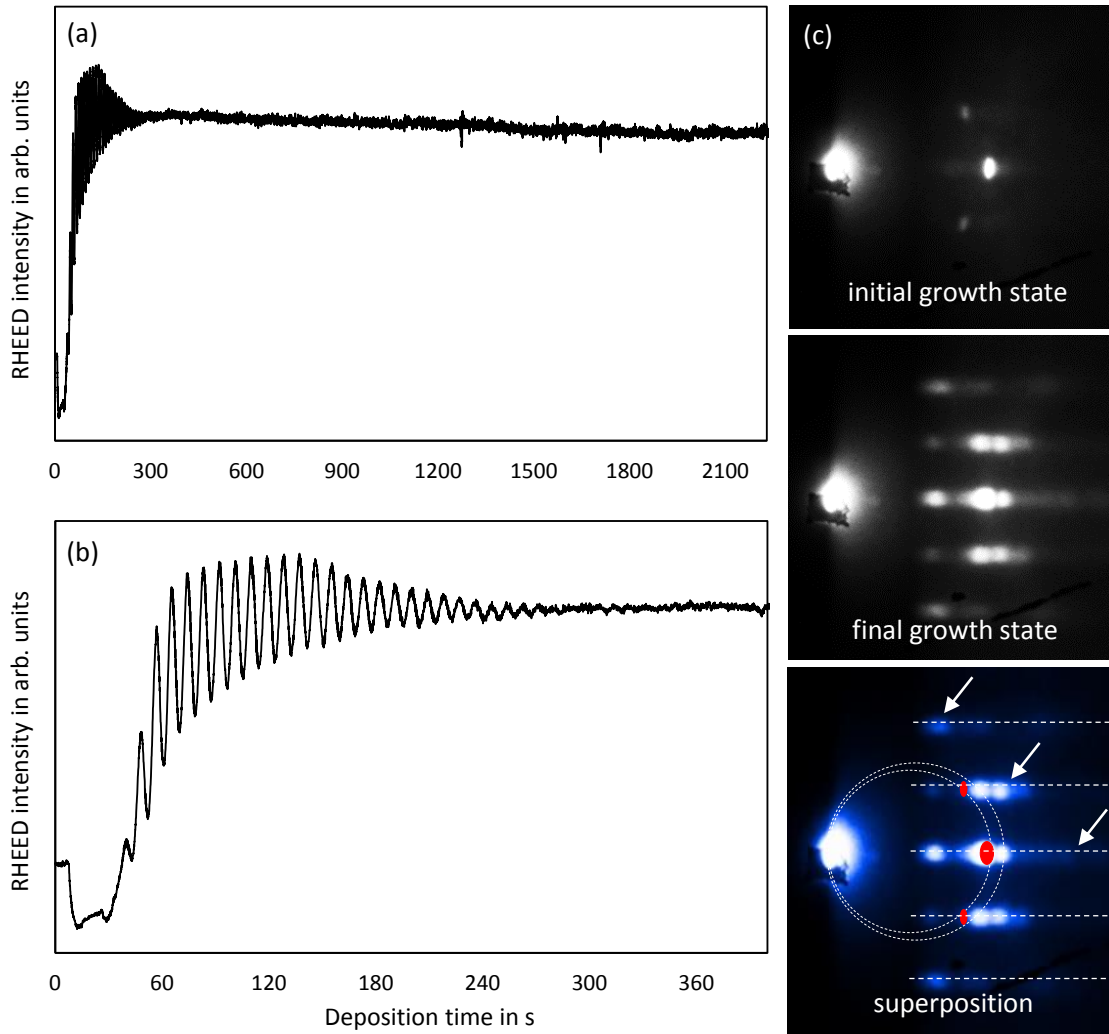 (a)
RHEED intensity in arb. units
0 300 600 900 1200 1500 1800 2100
(b)
RHEED intensity in arb. units
0 60 120 180 240 300 360
Deposition time in s
(c)
initial growth state
final growth state
superposition